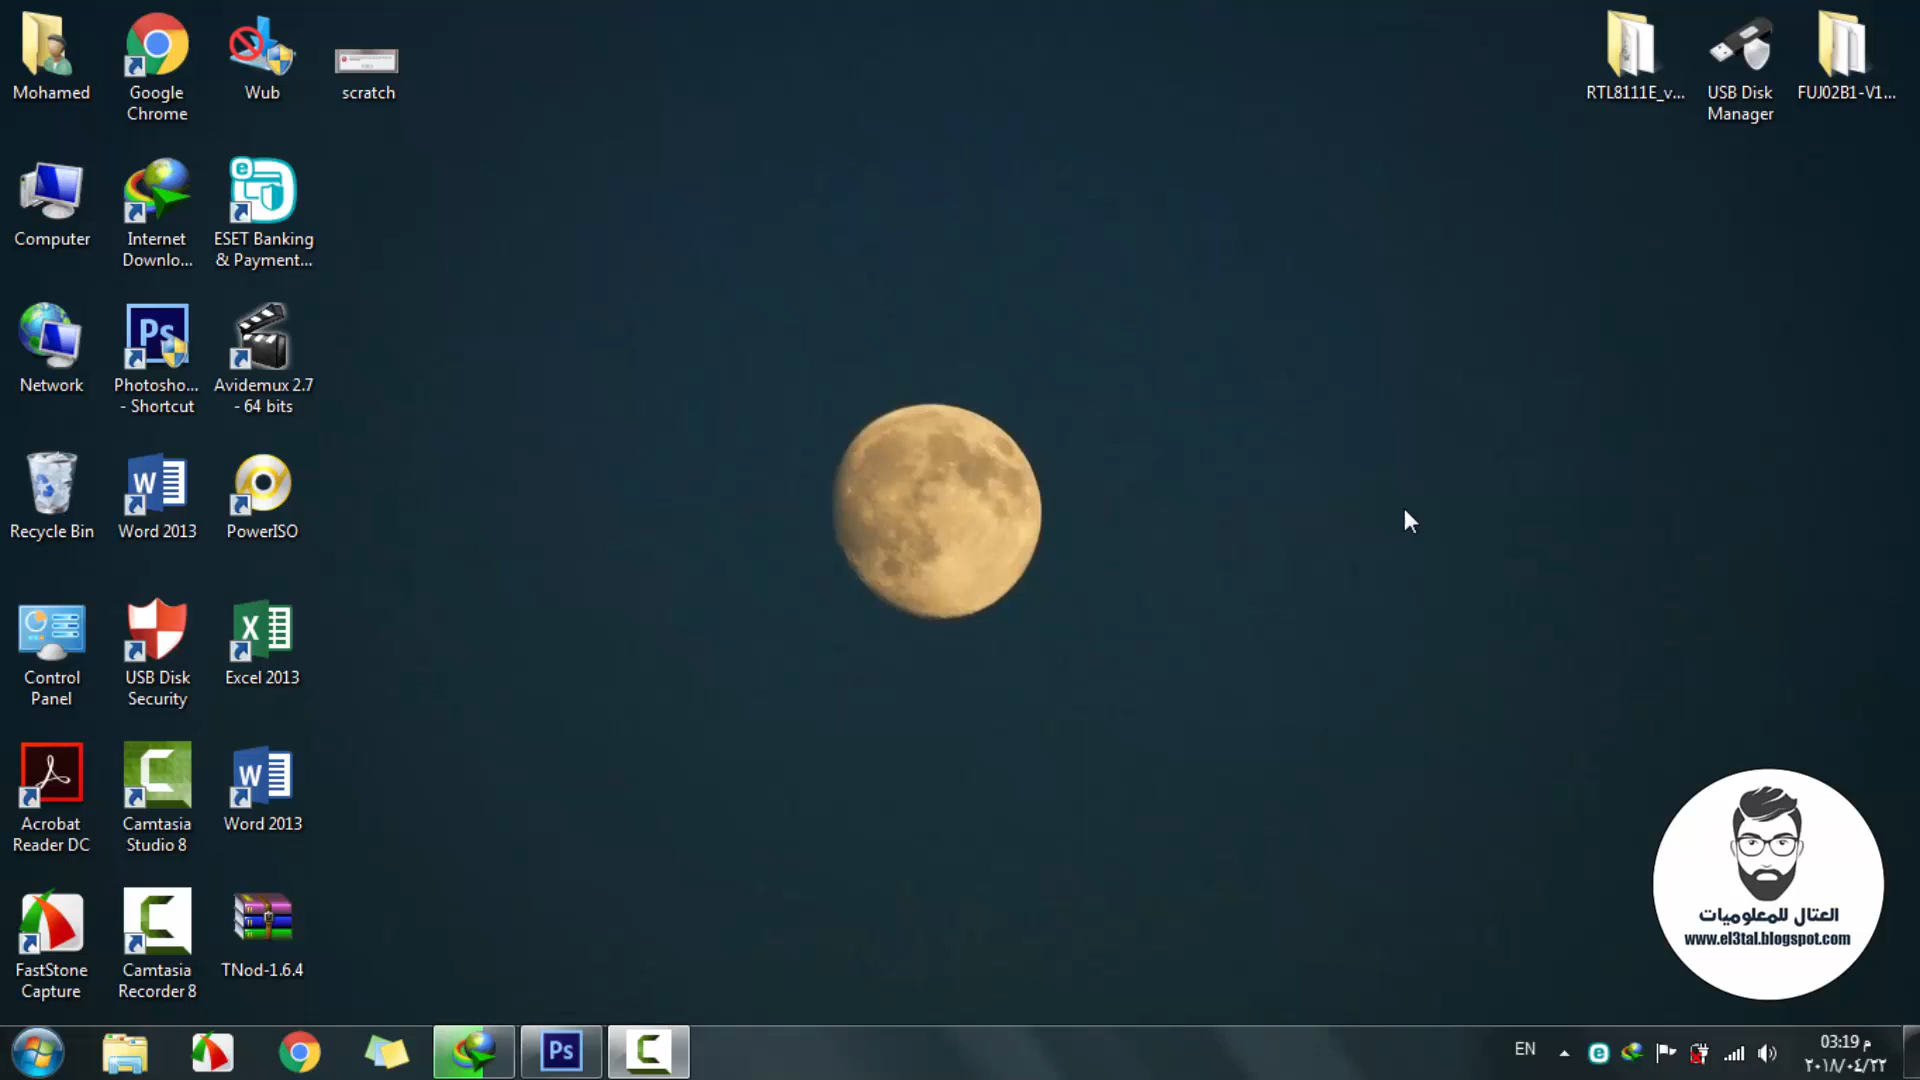 Mohamed
Google
Chrome
Wub
scratch
RTL8111E_v...
USB Disk
Manager
FUJ02B1-V1...
Computer
Internet
Downlo...
ESET Banking
& Payment...
Network
Photosho...
- Shortcut
Avidemux 2.7
- 64 bits
Recycle Bin
Word 2013
PowerISO
Control
Panel
USB Disk
Security
Excel 2013
Acrobat
Reader DC
Camtasia
Studio 8
Word 2013
FastStone
Capture
Camtasia
Recorder 8
TNod-1.6.4
العتال للمعلوميات
www.el3tal.blogspot.com
Ps
EN
03:19 م
٢٠١٨/٠٤/٢٢